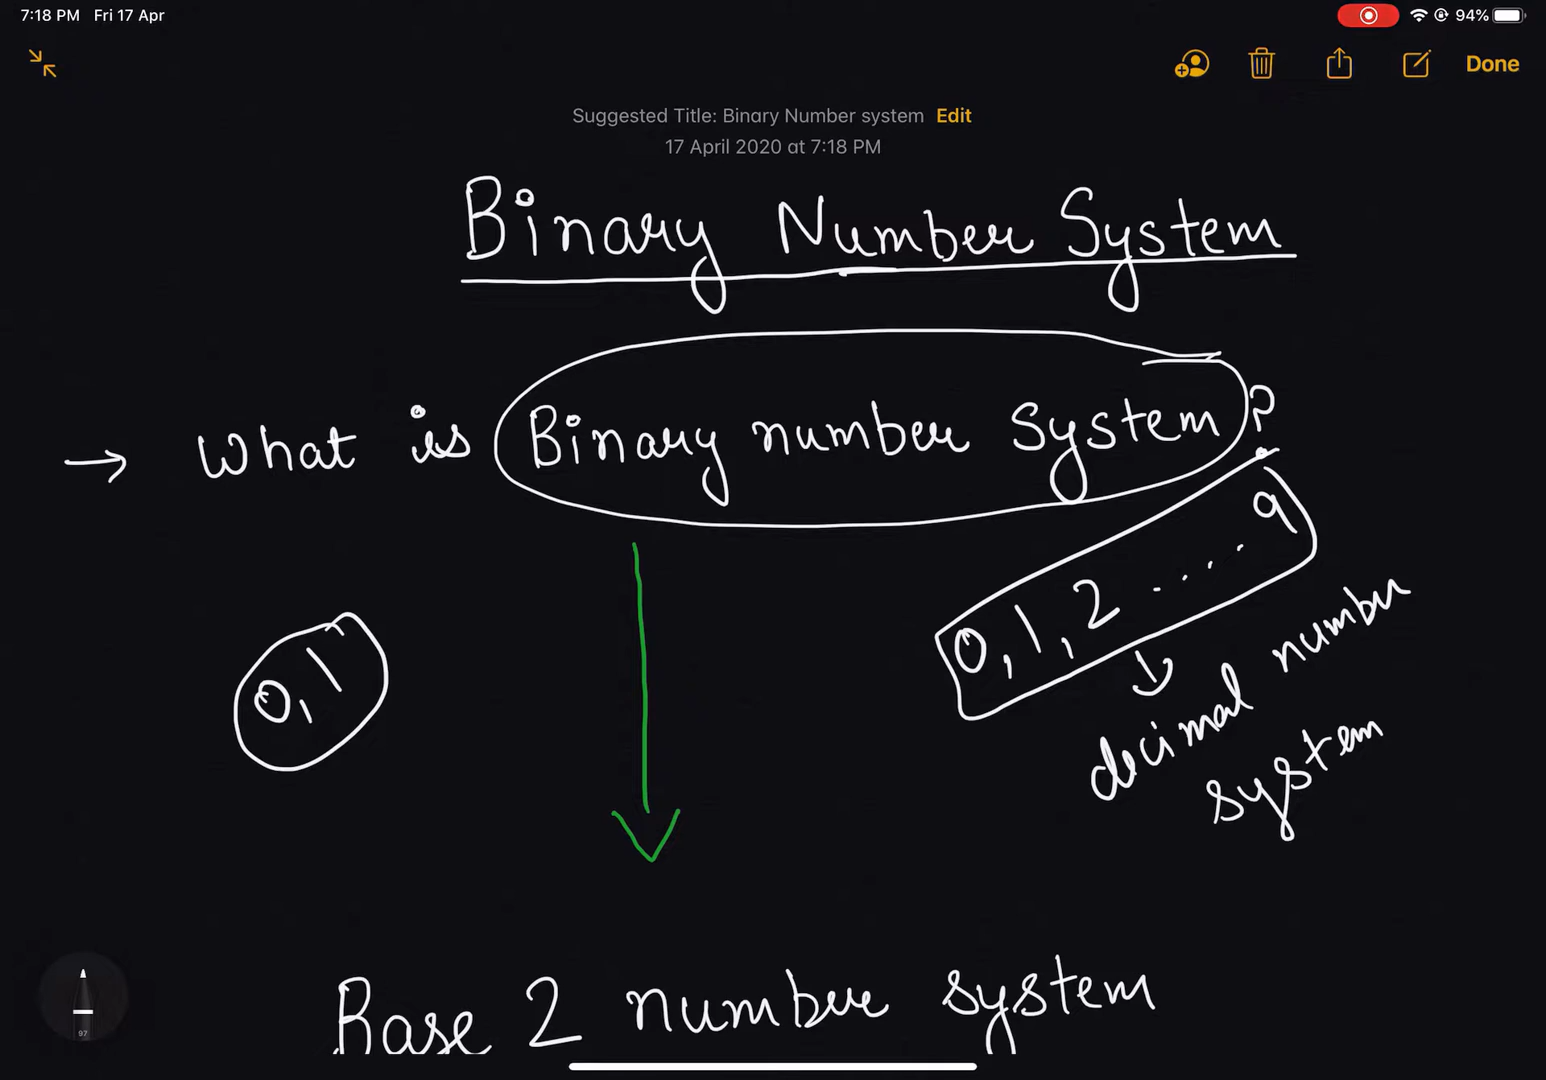 7:18 PM Fri 17 Apr
94%
Done
Suggested Title: Binary Number system Edit
17 April 2020 at 7:18 PM
Binary Number System
→ What is Binary number System?
0, 1, 2 ..... 9
0, 1
decimal number
system
Base 2 number system
97